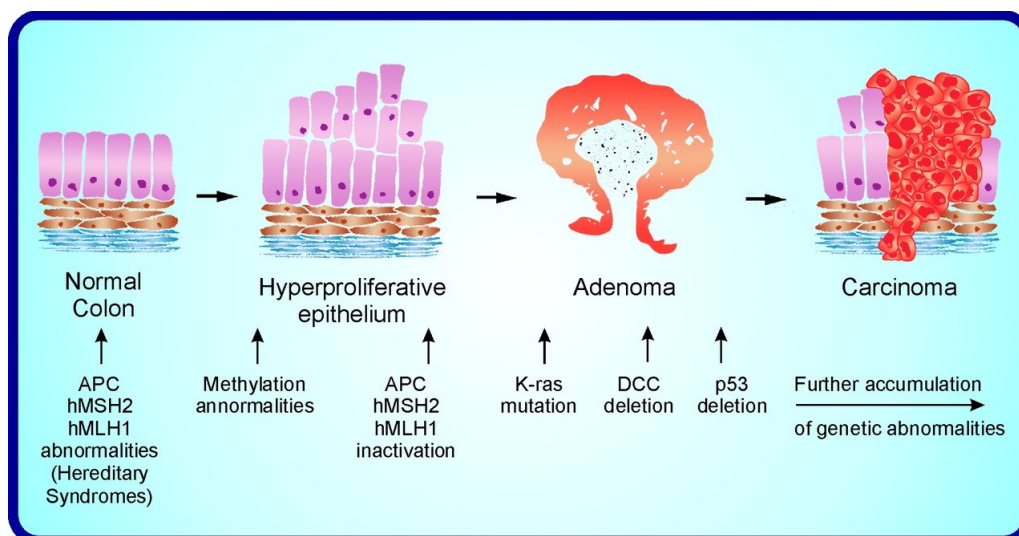 Normal
Colon
Hyperproliferative
epithelium
Adenoma
Carcinoma
APC
hMSH2
hMLH1
abnormalities
(Hereditary
Syndromes)
Methylation
annormalities
APC
hMSH2
hMLH1
inactivation
K-ras
mutation
DCC
deletion
p53
deletion
Further accumulation
of genetic abnormalities